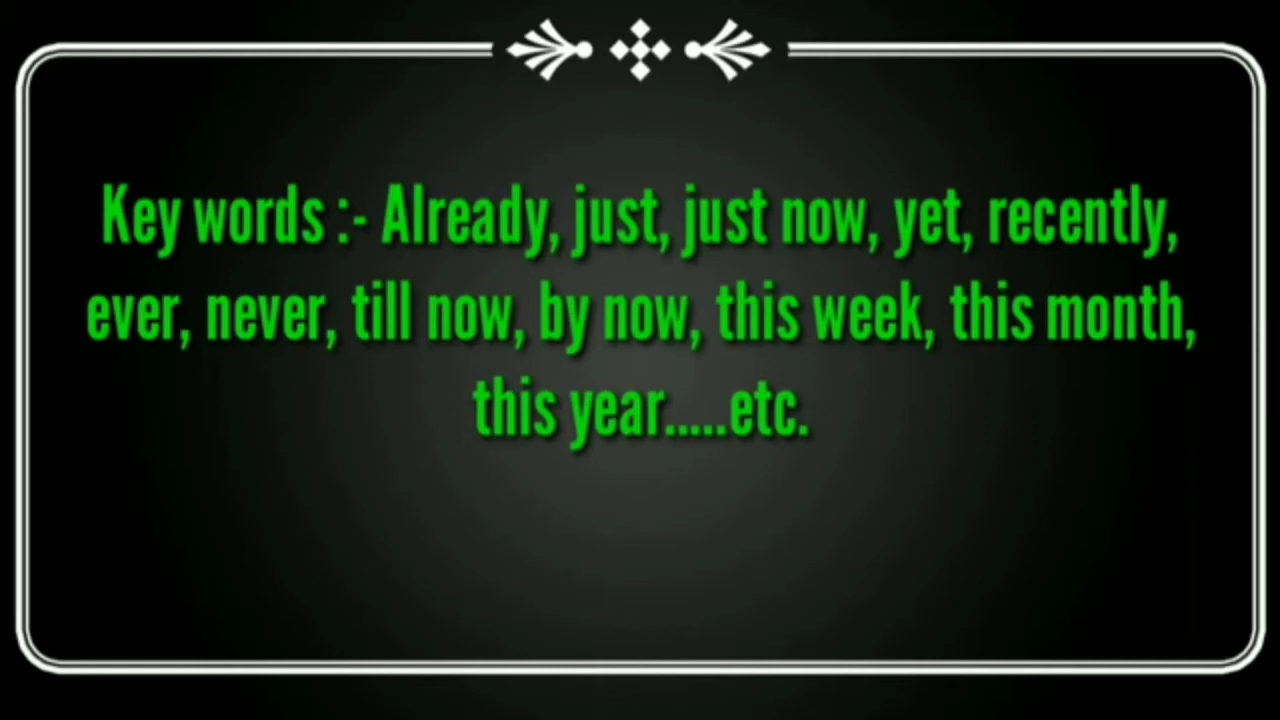 Key words :- Already, just, just now, yet, recently,
ever, never, till now, by now, this week, this month,
this year.....etc.